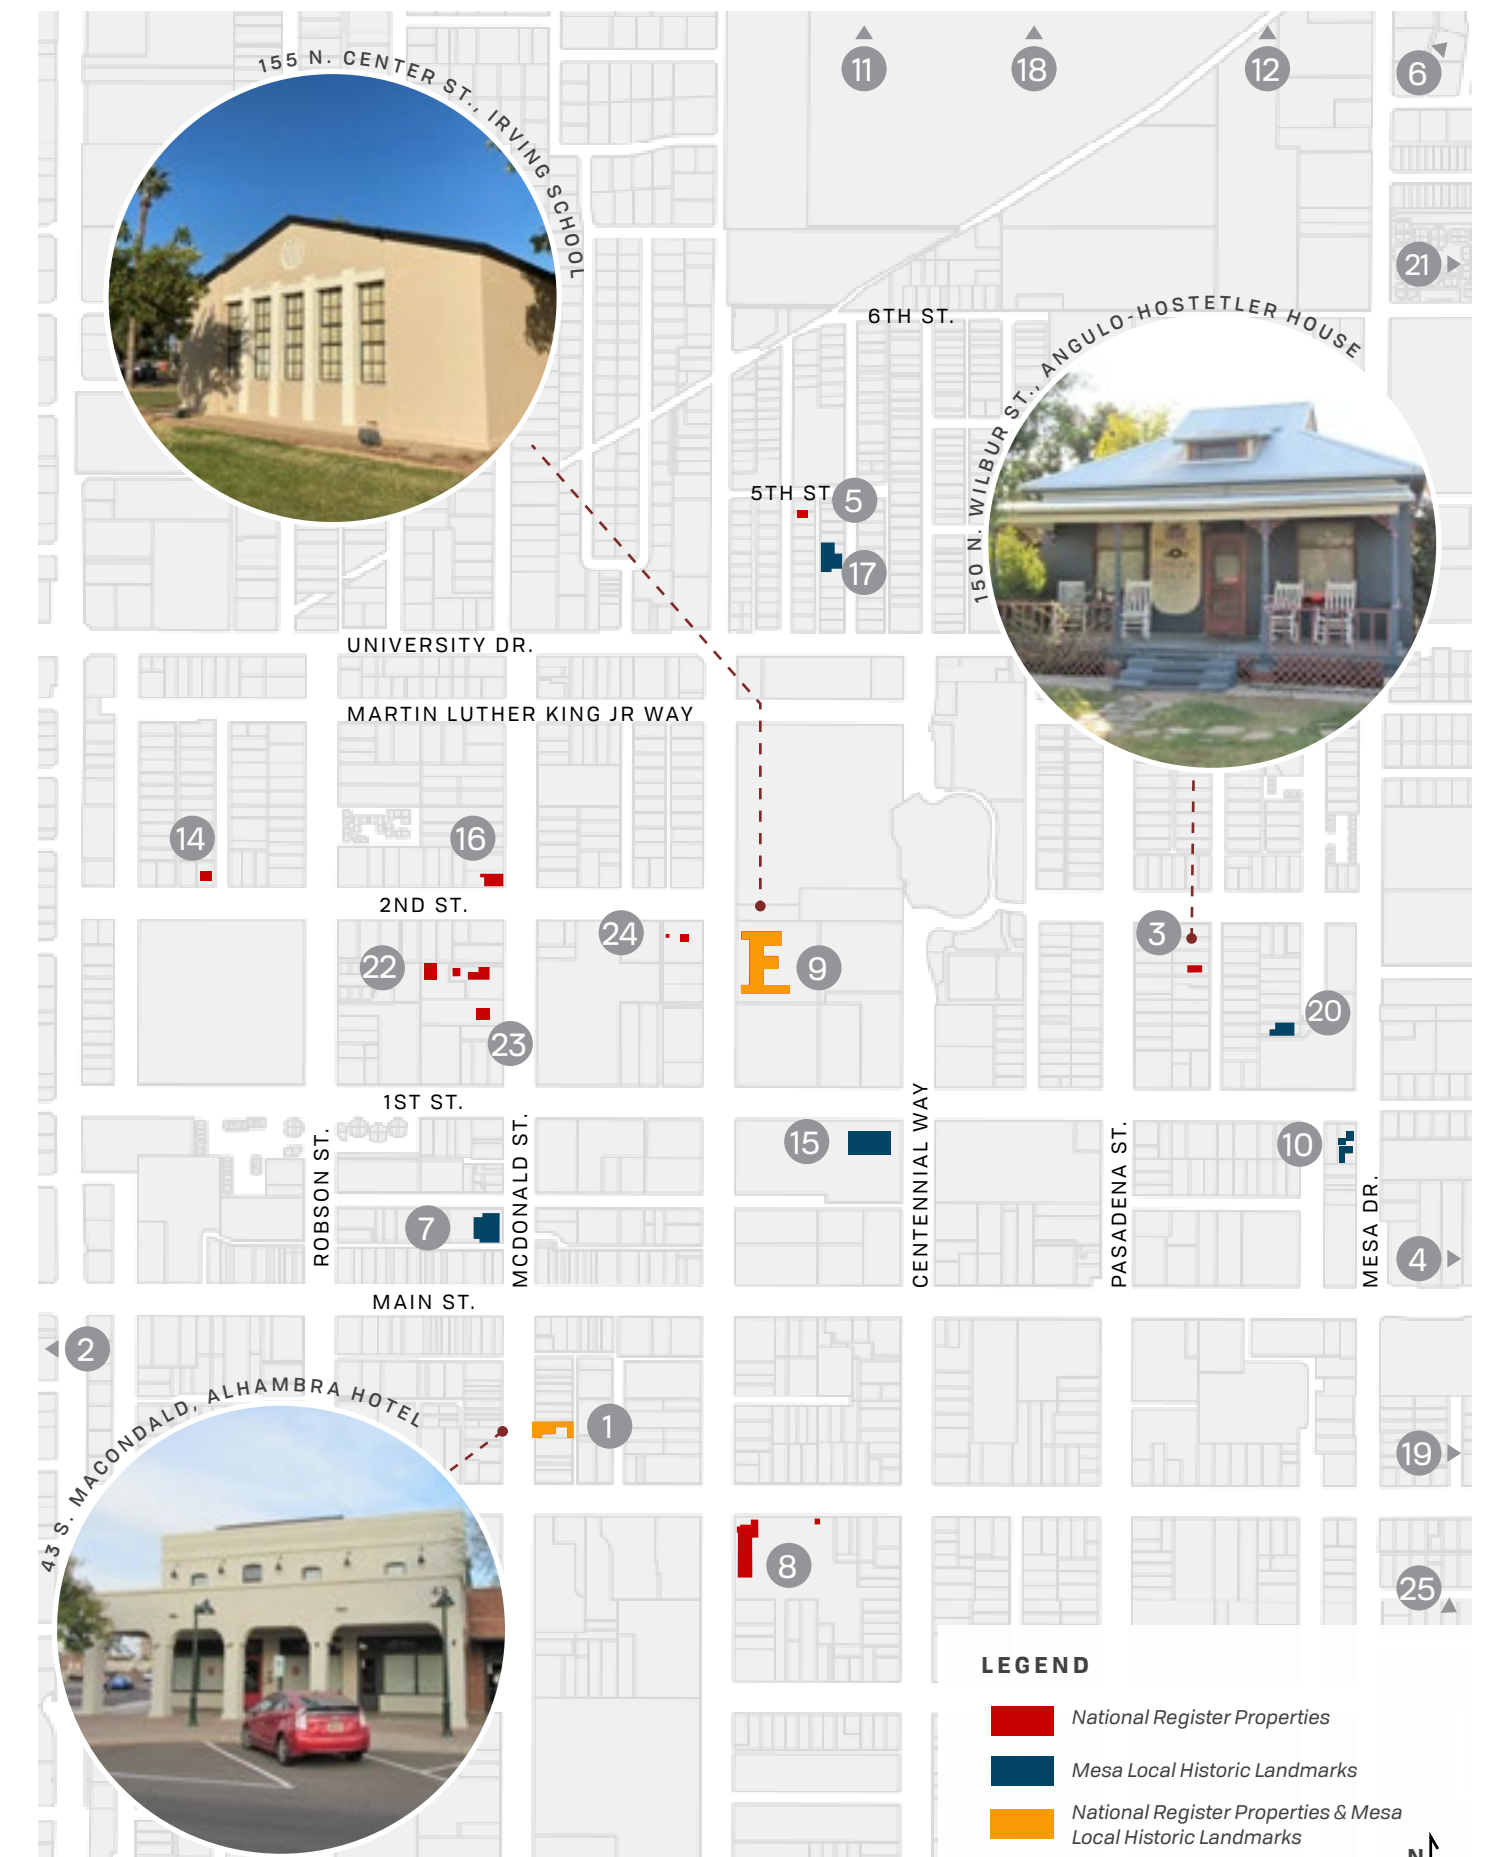 155 N. CENTER ST., IRVING SCHOOL
11
18
12
6
21
6TH ST.
150 N. WILBUR ST., ANGULO-HOSTETLER HOUSE
5TH ST
5
17
UNIVERSITY DR.
MARTIN LUTHER KING JR WAY
14
16
2ND ST.
24
22
9
3
23
20
1ST ST.
ROBSON ST.
MCDONALD ST.
15
CENTENNIAL WAY
PASADENA ST.
10
MESA DR.
7
4
MAIN ST.
2
43 S. MACONDALD, ALHAMBRA HOTEL
1
19
8
25
LEGEND
National Register Properties
Mesa Local Historic Landmarks
National Register Properties & Mesa
Local Historic Landmarks
N